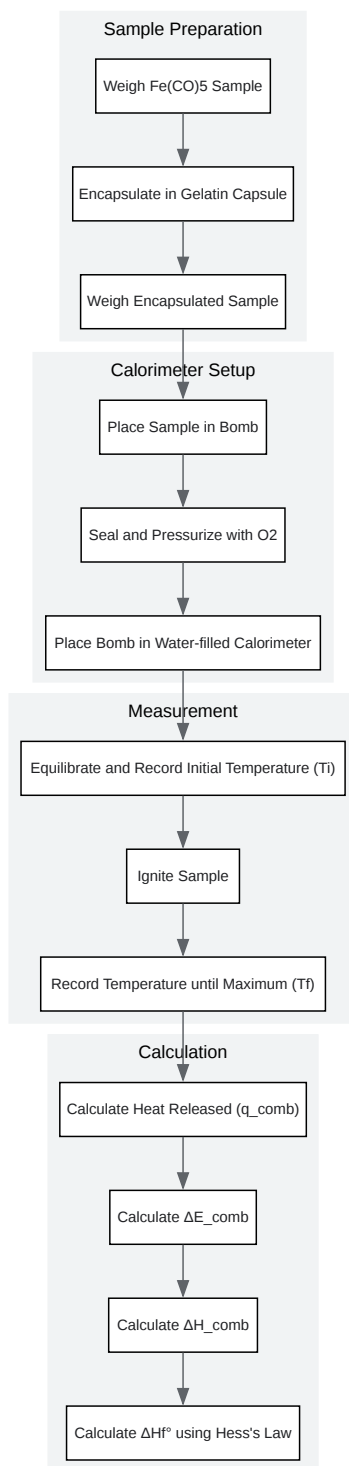 Sample Preparation
Weigh Fe(CO)5 Sample
Encapsulate in Gelatin Capsule
Weigh Encapsulated Sample
Calorimeter Setup
Place Sample in Bomb
Seal and Pressurize with O2
Place Bomb in Water-filled Calorimeter
Measurement
Equilibrate and Record Initial Temperature (Ti)
Ignite Sample
Record Temperature until Maximum (Tf)
Calculation
Calculate Heat Released (q_comb)
Calculate ΔE_comb
Calculate ΔH_comb
Calculate ΔHf° using Hess's Law